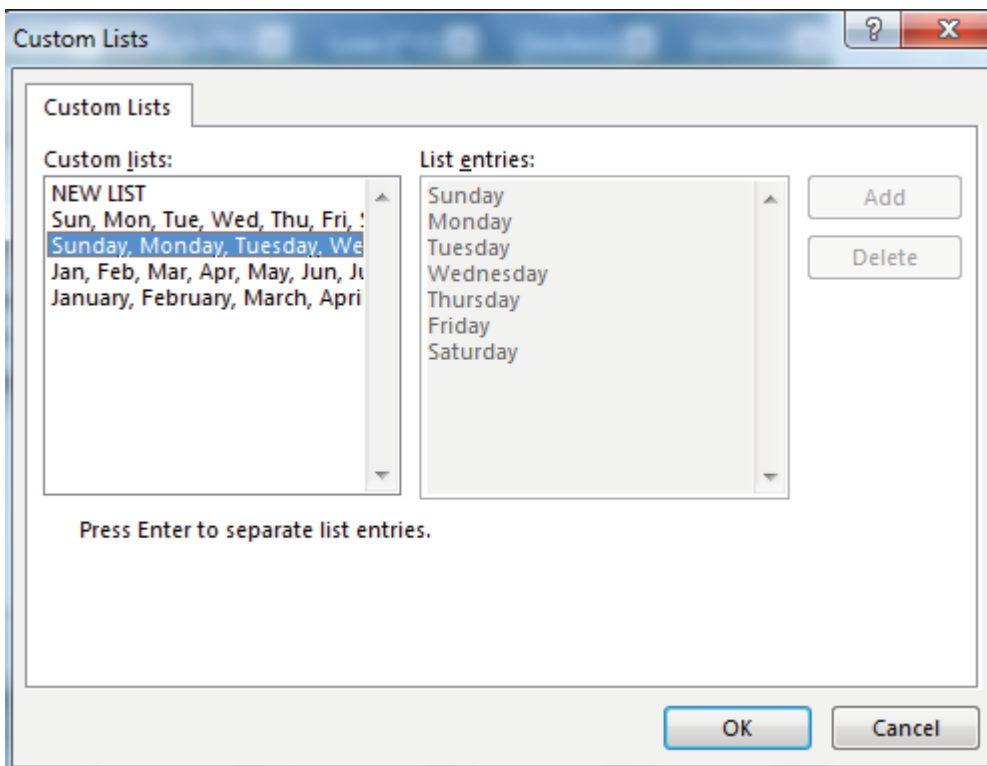 Custom Lists
Custom Lists
Custom lists:
NEW LIST
Sun, Mon, Tue, Wed, Thu, Fri,
Sunday, Monday, Tuesday, We
Jan, Feb, Mar, Apr, May, Jun, Ju
January, February, March, Apri
List entries:
Sunday
Monday
Tuesday
Wednesday
Thursday
Friday
Saturday
Add
Delete
Press Enter to separate list entries.
OK
Cancel